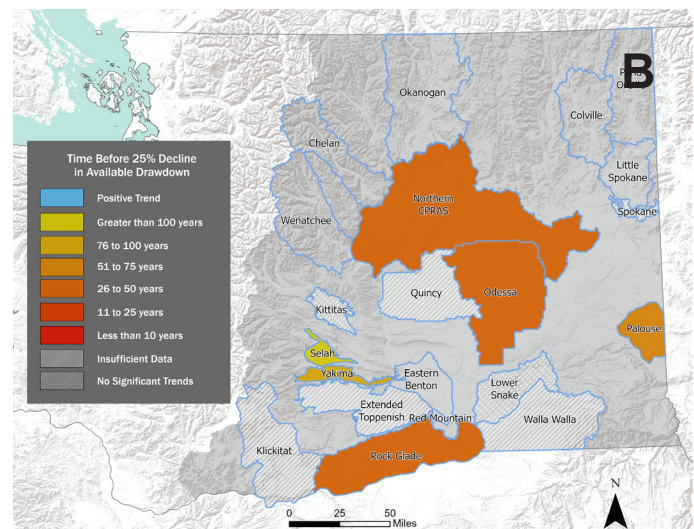 B
Okanogan
Colville
Chelan
Time Before 25% Decline
in Available Drawdown
Positive Trend
Greater than 100 years
76 to 100 years
51 to 75 years
26 to 50 years
11 to 25 years
Less than 10 years
Insufficient Data
No Significant Trends
Little
Spokane
Northern
CPRAS
Spokane
Wenatchee
Quincy
Odessa
Kittitas
Palouse
Selah
Yakima
Eastern
Benton
Lower
Snake
Extended
Toppenish
Red Mountain
Walla Walla
Klickitat
Rock Glade
N
0 25 50
Miles